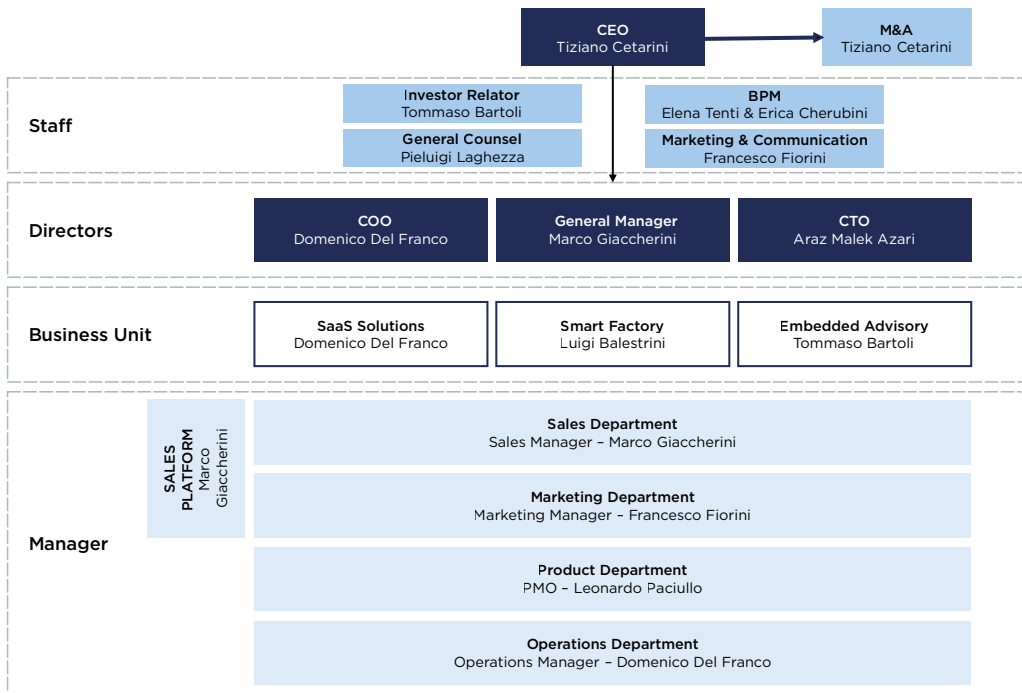 CEO
Tiziano Cetarini
M&A
Tiziano Cetarini
Staff
Investor Relator
Tommaso Bartoli
BPM
Elena Tenti & Erica Cherubini
General Counsel
Pieluigi Laghezza
Marketing & Communication
Francesco Fiorini
Directors
COO
Domenico Del Franco
General Manager
Marco Giaccherini
CTO
Araz Malek Azari
Business Unit
SaaS Solutions
Domenico Del Franco
Smart Factory
Luigi Balestrini
Embedded Advisory
Tommaso Bartoli
Manager
SALES
PLATFORM
Marco
Giaccherini
Sales Department
Sales Manager – Marco Giaccherini
Marketing Department
Marketing Manager – Francesco Fiorini
Product Department
PMO – Leonardo Paciullo
Operations Department
Operations Manager – Domenico Del Franco